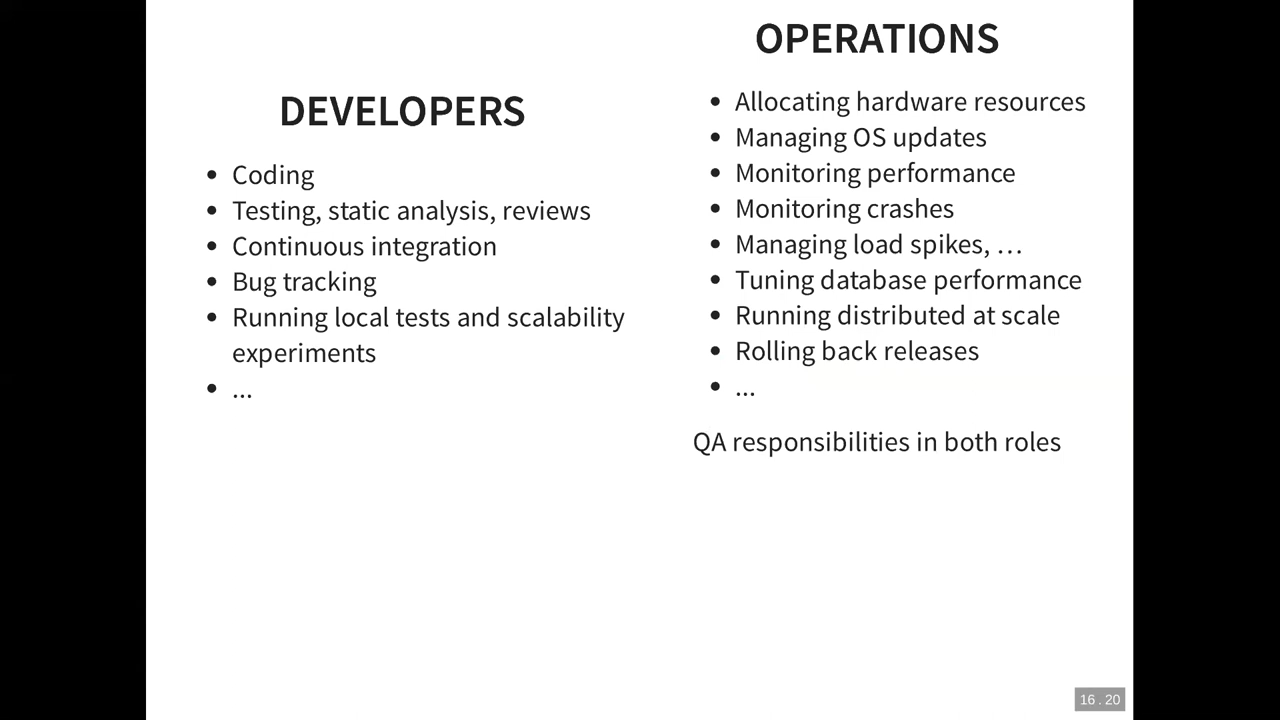 DEVELOPERS
• Coding
• Testing, static analysis, reviews
• Continuous integration
• Bug tracking
• Running local tests and scalability
experiments
• ...
OPERATIONS
• Allocating hardware resources
• Managing OS updates
• Monitoring performance
• Monitoring crashes
• Managing load spikes, …
• Tuning database performance
• Running distributed at scale
• Rolling back releases
• ...
QA responsibilities in both roles
16 . 20